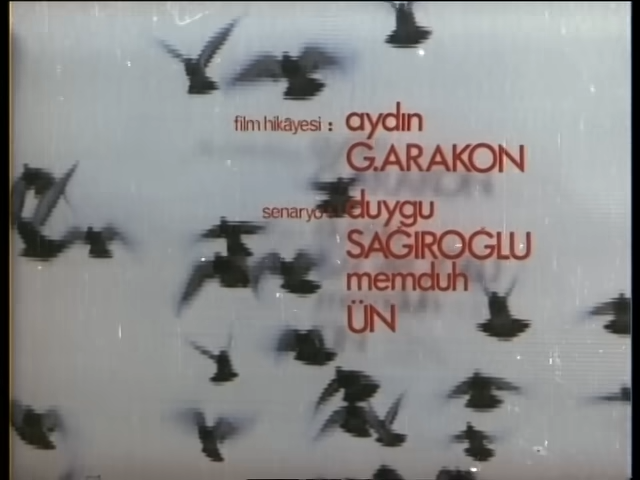 film hikâyesi : aydın
G.ARAKON
senaryo : duygu
SAĞIROĞLU
memduh
ÜN